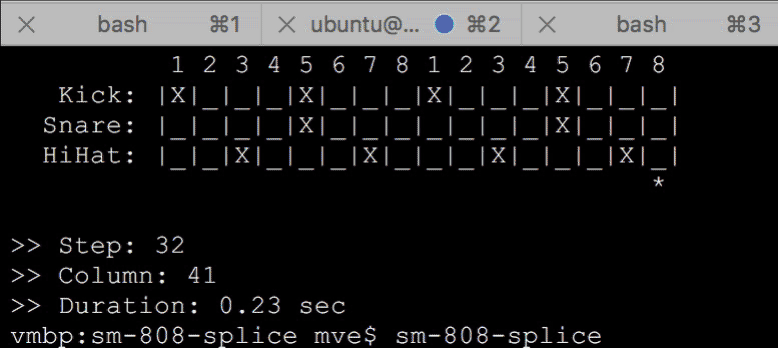 × bash ⌘1 × ubuntu@... ⌘2 × bash ⌘3
1 2 3 4 5 6 7 8 1 2 3 4 5 6 7 8
Kick: |X|_|_|_|X|_|_|_|X|_|_|_|X|_|_|_|
Snare: |_|_|_|_|X|_|_|_|_|_|_|_|X|_|_|_|
HiHat: |_|_|X|_|_|_|X|_|_|_|X|_|_|_|X|_|
*
>> Step: 32
>> Column: 41
>> Duration: 0.23 sec
vmbp:sm-808-splice mve$ sm-808-splice